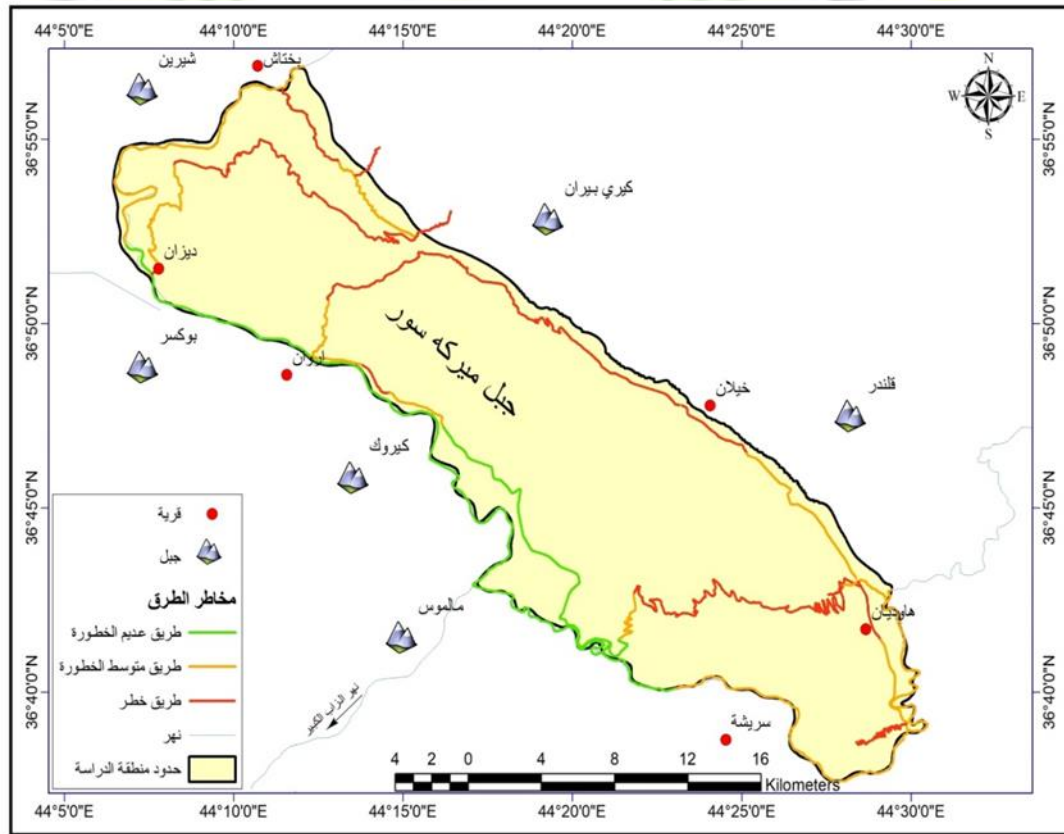 44°5'0"E 44°10'0"E 44°15'0"E 44°20'0"E 44°25'0"E 44°30'0"E
شيرين
بختاش
N
W E
S
36°55'0"N 36°55'0"N
كيري بيران
ديزان
36°50'0"N 36°50'0"N
بوكسر
جبل ميركه سور
خيلان
قلندر
كيروك
36°45'0"N 36°45'0"N
قرية
جبل
مخاطر الطرق
طريق عديم الخطورة
طريق متوسط الخطورة
طريق خطر
نهر
حدود منطقة الدراسة
مالموس
هاوديان
36°40'0"N 36°40'0"N
نهر الزاب الكبير
سريشة
4 2 0 4 8 12 16
Kilometers
44°5'0"E 44°10'0"E 44°15'0"E 44°20'0"E 44°25'0"E 44°30'0"E